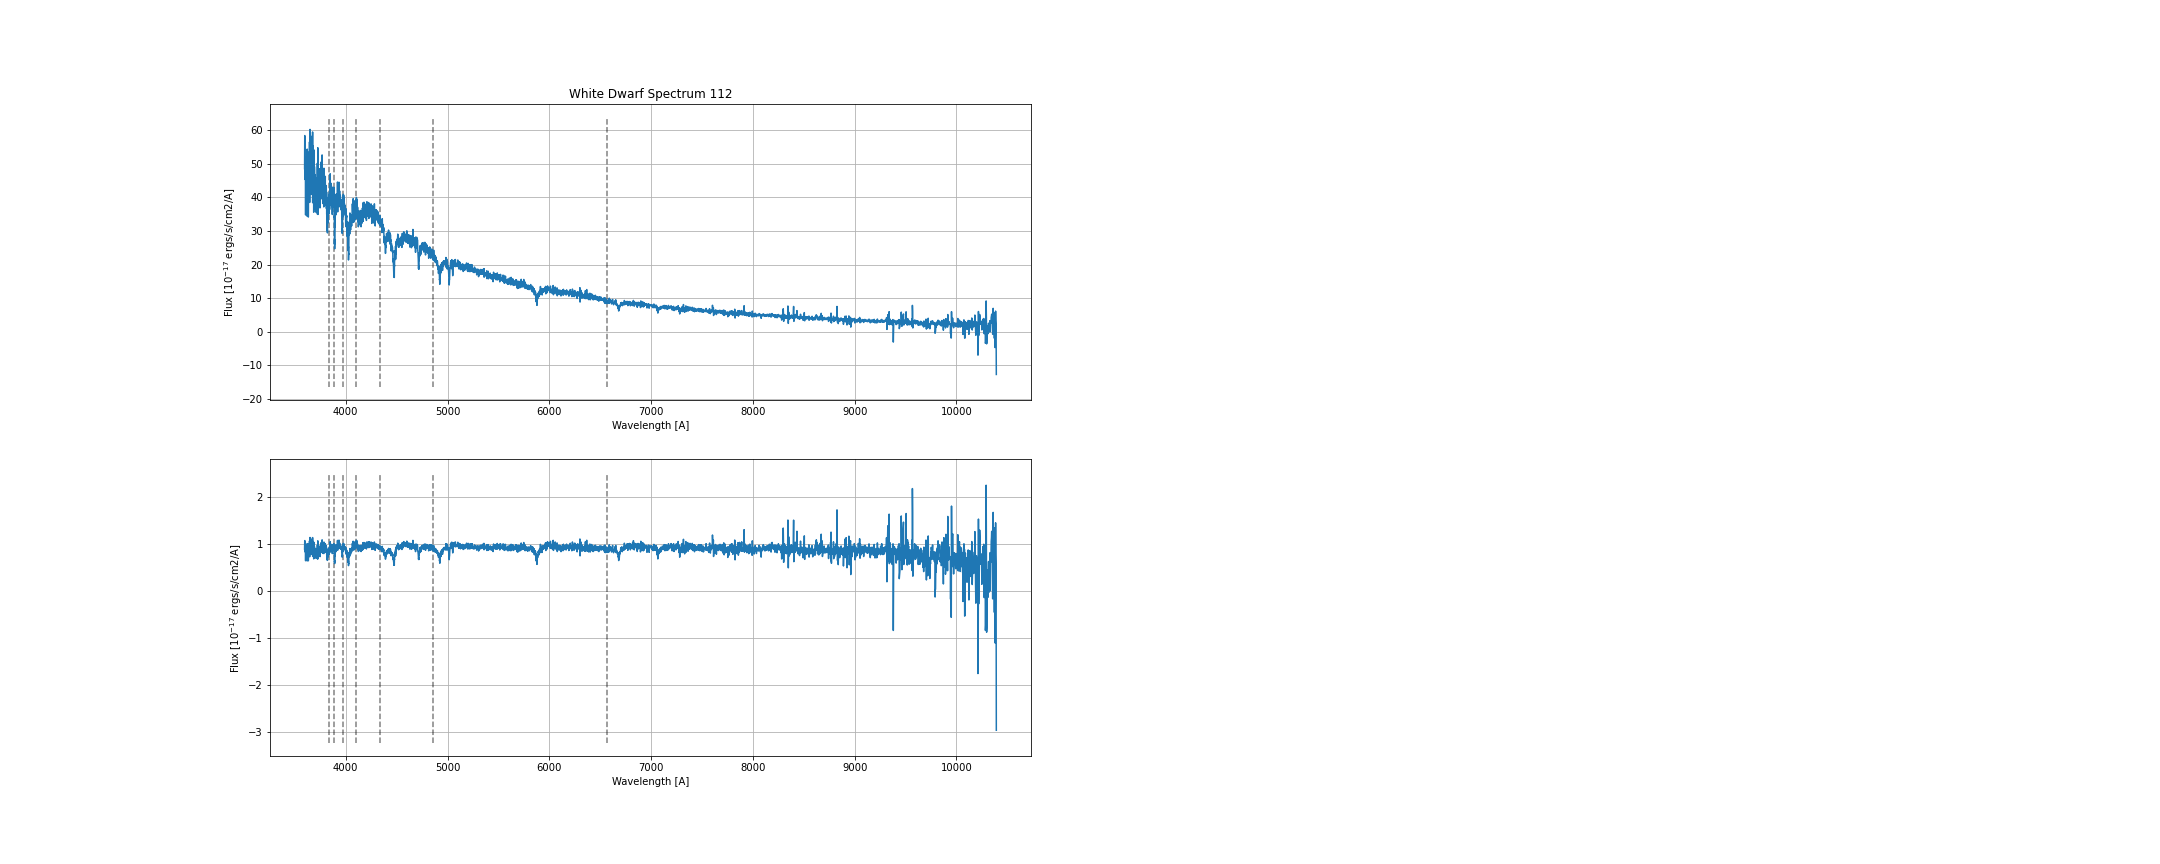 White Dwarf Spectrum 112
60
50
40
30
20
10
0
−10
−20
Flux [10⁻¹⁷ ergs/s/cm2/A]
4000 5000 6000 7000 8000 9000 10000
Wavelength [A]
2
1
0
−1
−2
−3
Flux [10⁻¹⁷ ergs/s/cm2/A]
4000 5000 6000 7000 8000 9000 10000
Wavelength [A]